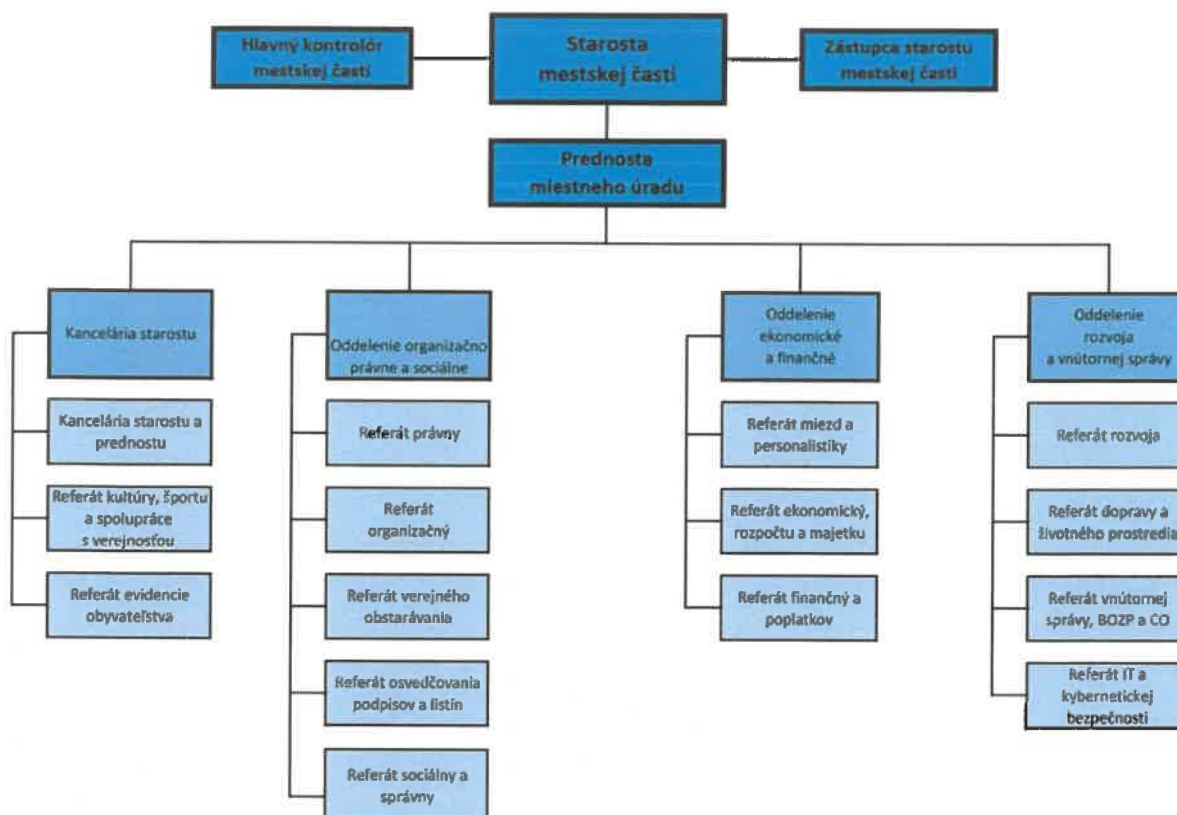 Hlavný kontrolór
mestskej časti
Starosta
mestskej časti
Zástupca starostu
mestskej časti
Prednosta
miestneho úradu
Kancelária starostu
Kancelária starostu a
prednostu
Referát kultúry, športu
a spolupráce
s verejnosťou
Referát evidencie
obyvateľstva
Oddelenie organizačno
právne a sociálne
Referát právny
Referát
organizačný
Referát verejného
obstarávania
Referát osvedčovania
podpisov a listín
Referát sociálny a
správny
Oddelenie
ekonomické
a finančné
Referát miezd a
personalistiky
Referát ekonomický,
rozpočtu a majetku
Referát finančný a
poplatkov
Oddelenie
rozvoja
a vnútornej správy
Referát rozvoja
Referát dopravy a
životného prostredia
Referát vnútornej
správy, BOZP a CO
Referát IT a
kybernetickej
bezpečnosti